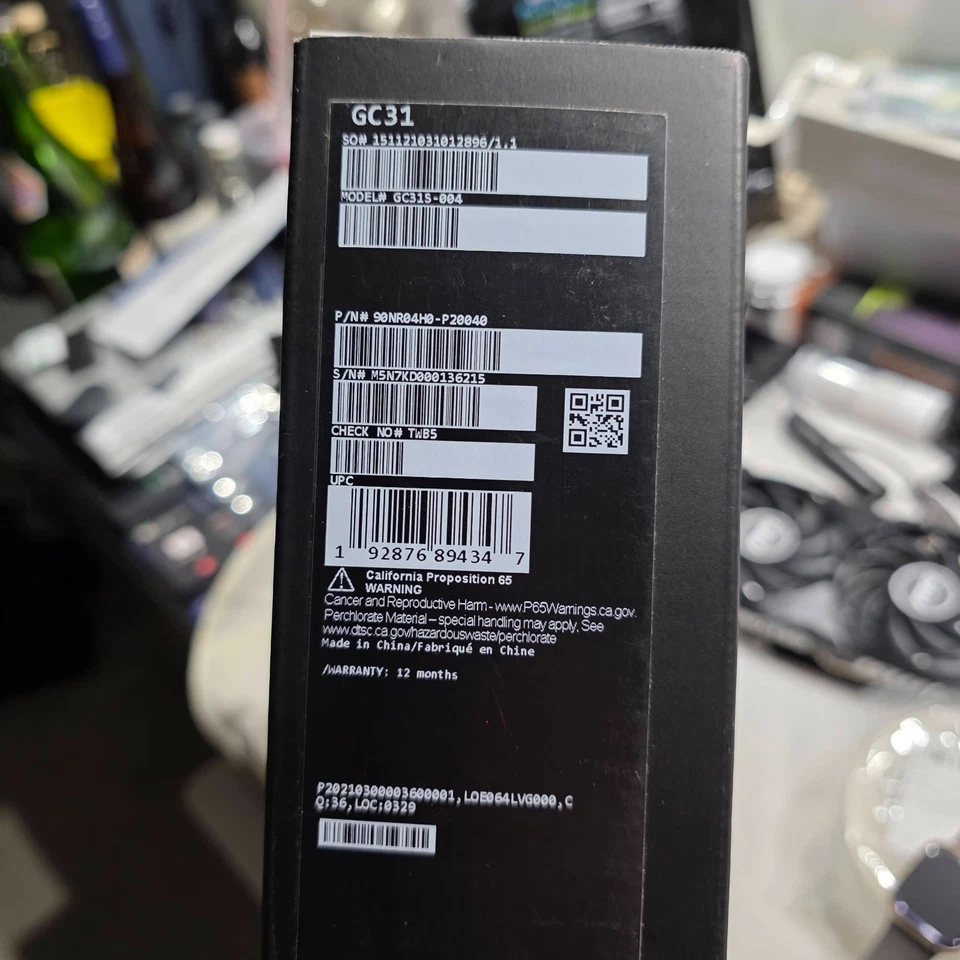 GC31
SO# 151121031012896/1.1
MODEL# GC31S-004
P/N# 90NR04H0-P20040
S/N# M5N7KD000136215
CHECK NO# TWB5
UPC
1 92876 89434 7
California Proposition 65
WARNING
Cancer and Reproductive Harm - www.P65Warnings.ca.gov.
Perchlorate Material – special handling may apply, See
www.dtsc.ca.gov/hazardouswaste/perchlorate
Made in China/Fabriqué en Chine
/WARRANTY: 12 months
P20210300003600001,LOE064LVG000,C
Q:36,LOC:0329